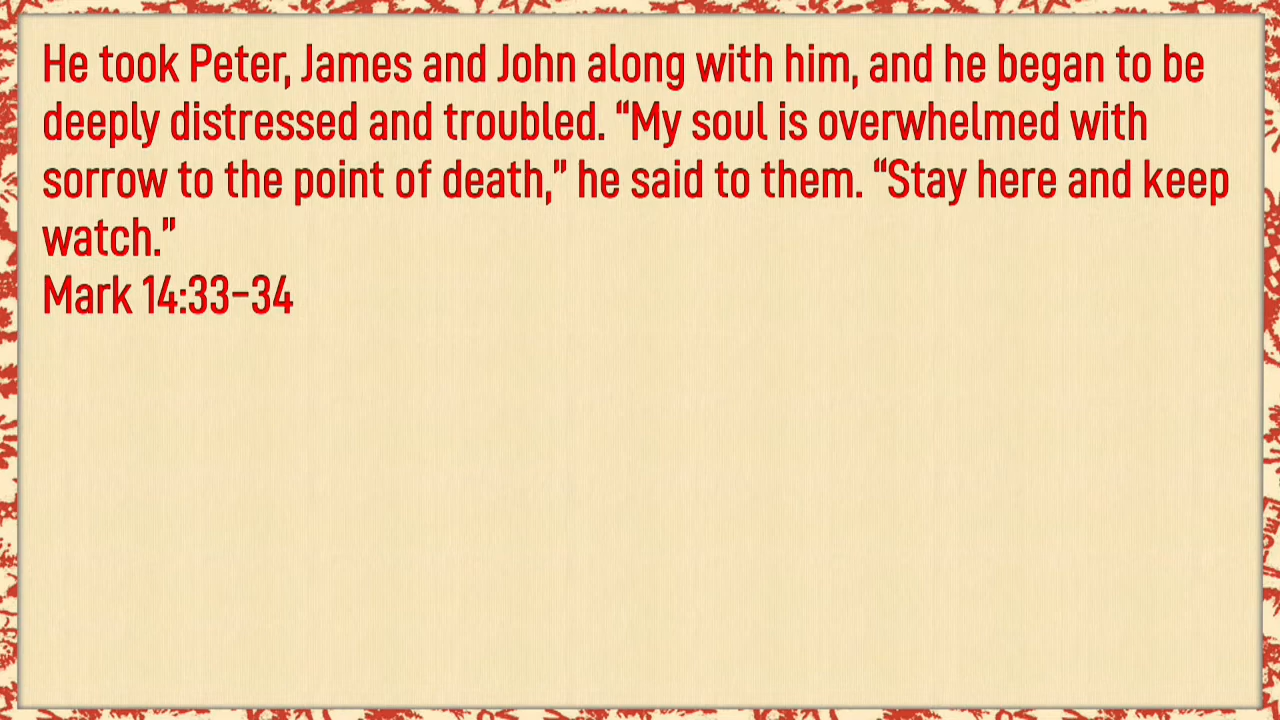 He took Peter, James and John along with him, and he began to be
deeply distressed and troubled. “My soul is overwhelmed with
sorrow to the point of death,” he said to them. “Stay here and keep
watch.”
Mark 14:33–34